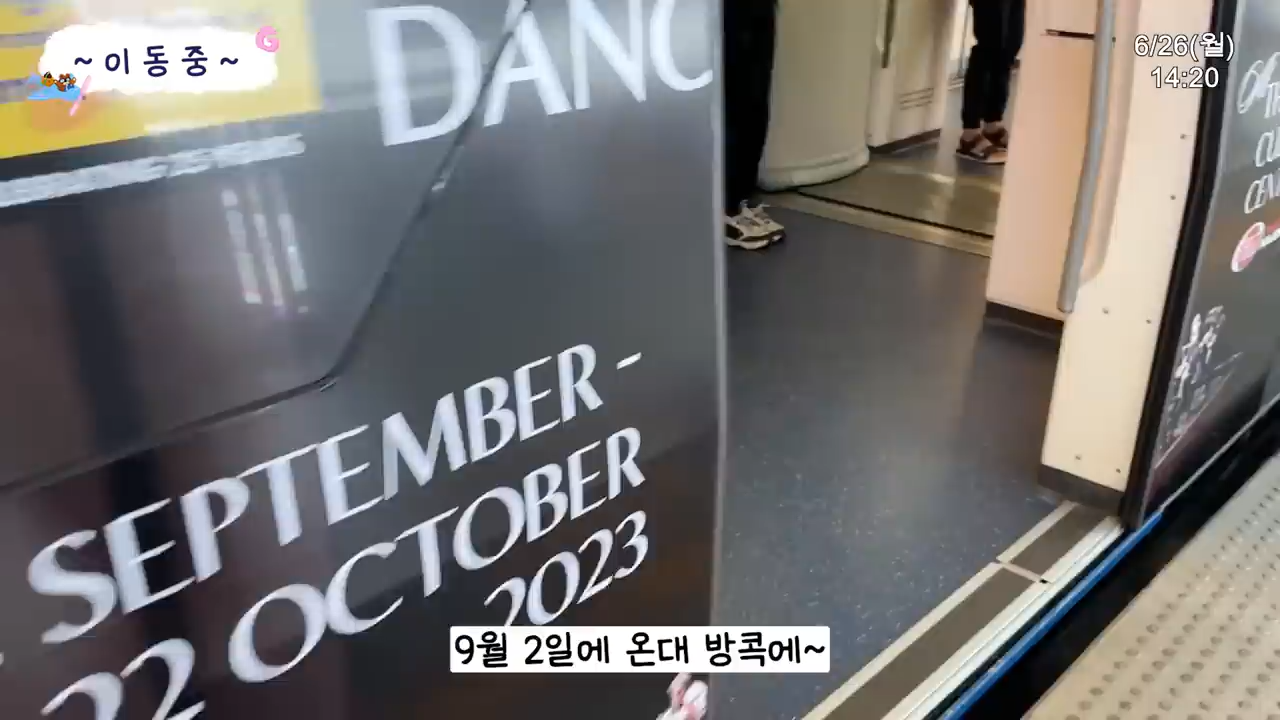 ~ 이 동 중 ~
G
6/26(월)
14:20
DANC
SEPTEMBER -
22 OCTOBER
2023
9월 2일에 온대 방콕에~